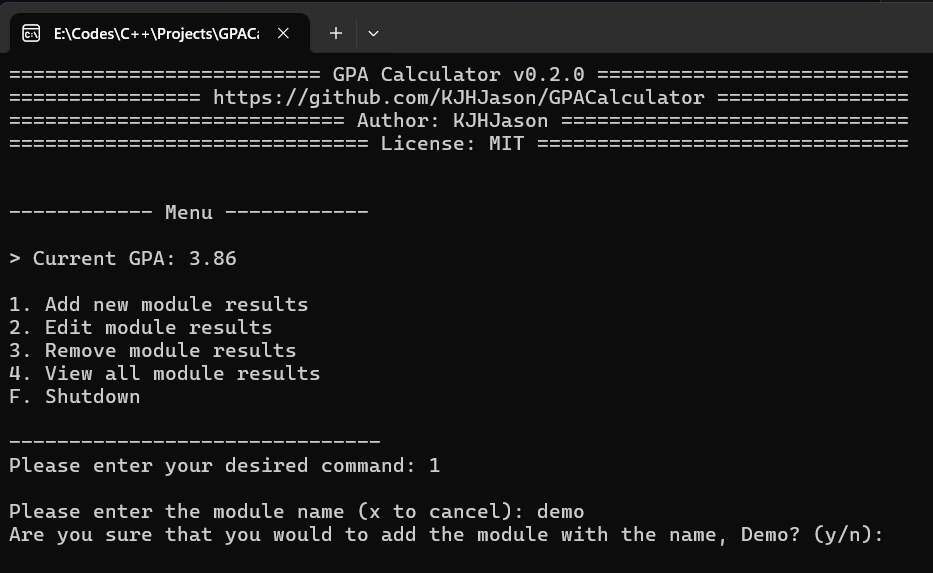 E:\Codes\C++\Projects\GPACa
========================== GPA Calculator v0.2.0 ==========================
================ https://github.com/KJHJason/GPACalculator ================
============================ Author: KJHJason =============================
============================== License: MIT ===============================
------------ Menu ------------
> Current GPA: 3.86
1. Add new module results
2. Edit module results
3. Remove module results
4. View all module results
F. Shutdown
-------------------------------
Please enter your desired command: 1
Please enter the module name (x to cancel): demo
Are you sure that you would to add the module with the name, Demo? (y/n):